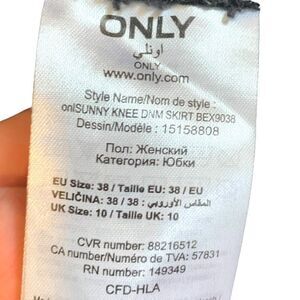 ONLY
اونلي
ONLY
www.only.com
Style Name/Nom de style :
onlSUNNY KNEE DNM SKIRT BEX9038
Dessin/Modèle : 15158808
Пол: Женский
Категория: Юбки
EU Size: 38 / Taille EU: 38 / EU
VELIČINA: 38 / 38 : المقاس الأوروبي
UK Size: 10 / Taille UK: 10
CVR number: 88216512
CA number/Numéro de TVA: 57831
RN number: 149349
CFD-HLA